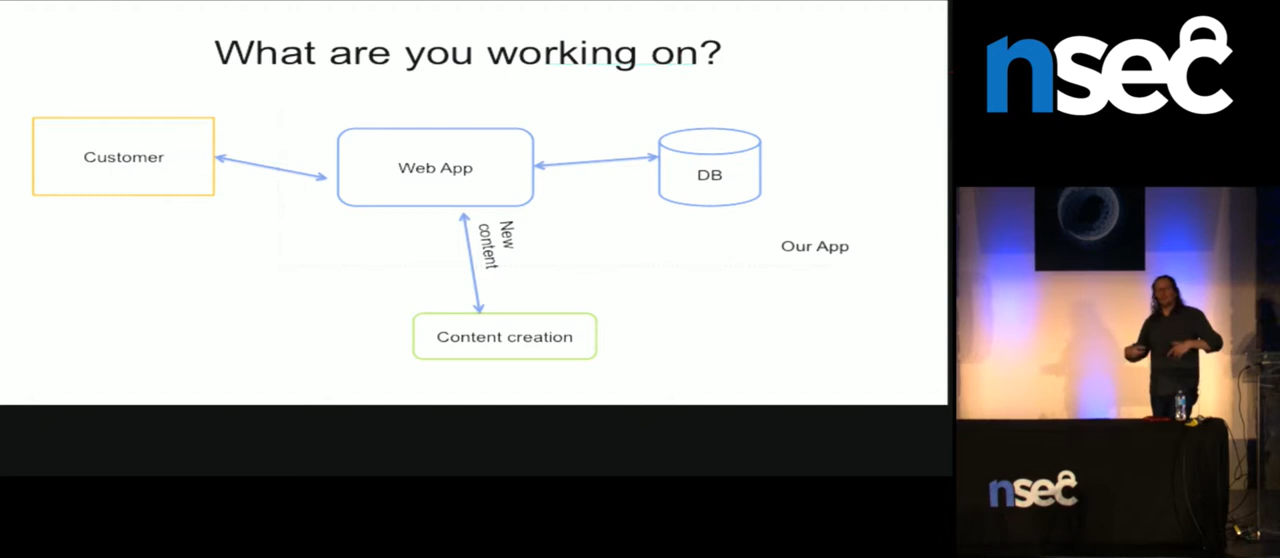 What are you working on?
nsec
Customer
Web App
DB
New
content
Our App
Content creation
nsec